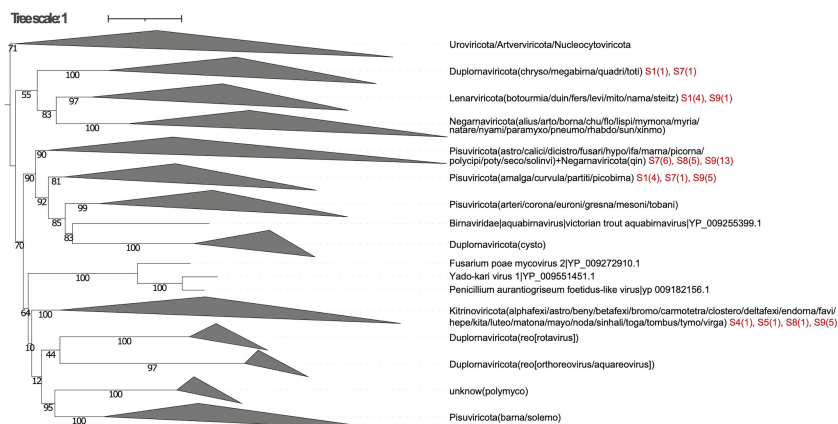 Tree scale: 1
71
Uroviricota/Artverviricota/Nucleocytoviricota
100
Duplornaviricota(chryso/megabirna/quadri/toti) S1(1), S7(1)
55
97
Lenarviricota(botourmia/duin/fers/levi/mito/narna/steitz) S1(4), S9(1)
83
100
Negarnaviricota(alius/arto/borna/chu/flo/lispi/mymona/myria/
natare/nyami/paramyxo/pneumo/rhabdo/sun/xinmo)
90
Pisuviricota(astro/calici/dicistro/fusari/hypo/ifa/marna/picorna/
polycipi/poty/seco/solinvi)+Negarnaviricota(qin) S7(6), S8(5), S9(13)
90
81
Pisuviricota(amalga/curvula/partiti/picobirna) S1(4), S7(1), S9(5)
92
99
Pisuviricota(arteri/corona/euroni/gresna/mesoni/tobani)
85
Birnaviridae|aquabirnavirus|victorian trout aquabirnavirus|YP_009255399.1
83
100
Duplornaviricota(cysto)
70
Fusarium poae mycovirus 2|YP_009272910.1
100
Yado-kari virus 1|YP_009551451.1
100
Penicillium aurantiogriseum foetidus-like virus|yp 009182156.1
64
100
Kitrinoviricota(alphafexi/astro/beny/betafexi/bromo/carmotetra/clostero/deltafexi/endorna/favi/
hepe/kita/luteo/matona/mayo/noda/sinhali/toga/tombus/tymo/virga) S4(1), S5(1), S8(1), S9(5)
10
100
Duplornaviricota(reo[rotavirus])
44
97
Duplornaviricota(reo[orthoreovirus/aquareovirus])
12
100
unknow(polymyco)
95
100
Pisuviricota(barna/solemo)